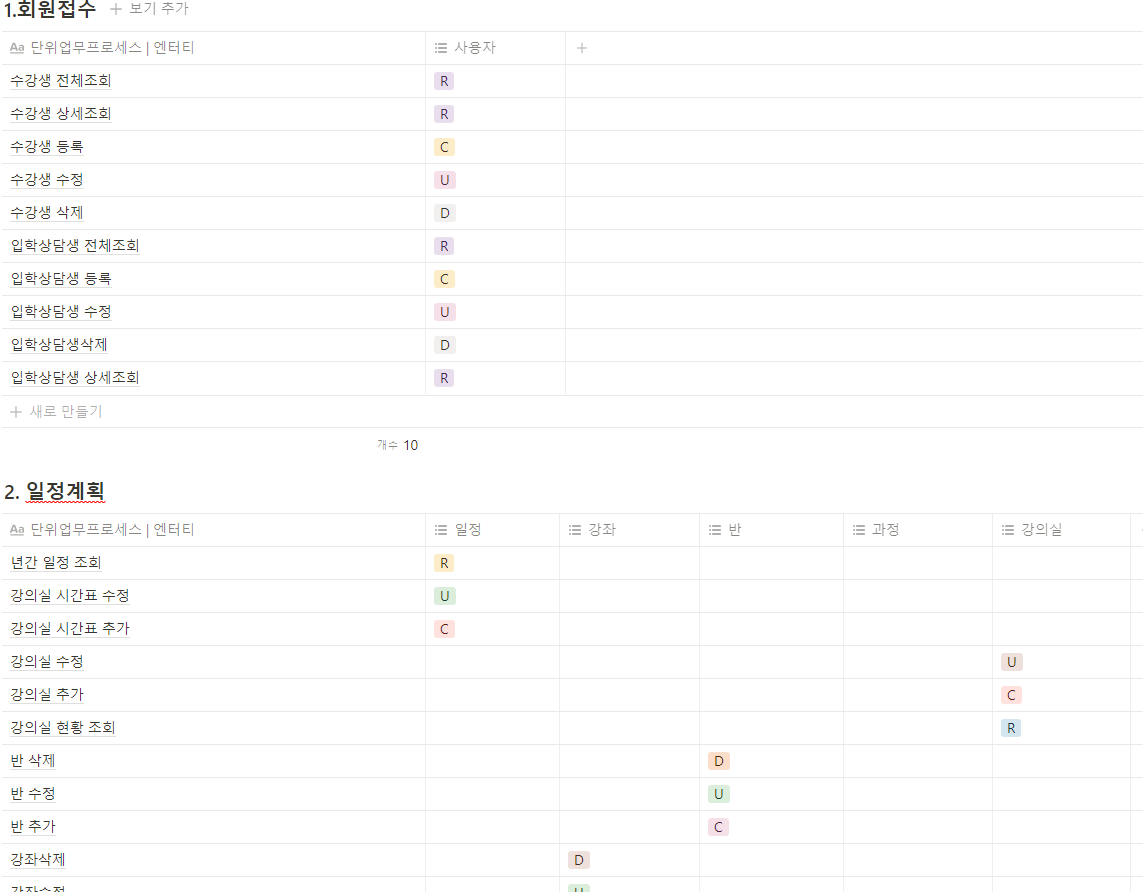 1.회원접수 + 보기 추가
Aa 단위업무프로세스 | 엔터티 사용자 +
수강생 전체조회 R
수강생 상세조회 R
수강생 등록 C
수강생 수정 U
수강생 삭제 D
입학상담생 전체조회 R
입학상담생 등록 C
입학상담생 수정 U
입학상담생삭제 D
입학상담생 상세조회 R
+ 새로 만들기
개수 10
2. 일정계획
Aa 단위업무프로세스 | 엔터티 일정 강좌 반 과정 강의실
년간 일정 조회 R
강의실 시간표 수정 U
강의실 시간표 추가 C
강의실 수정 U
강의실 추가 C
강의실 현황 조회 R
반 삭제 D
반 수정 U
반 추가 C
강좌삭제 D
강좌수정 U